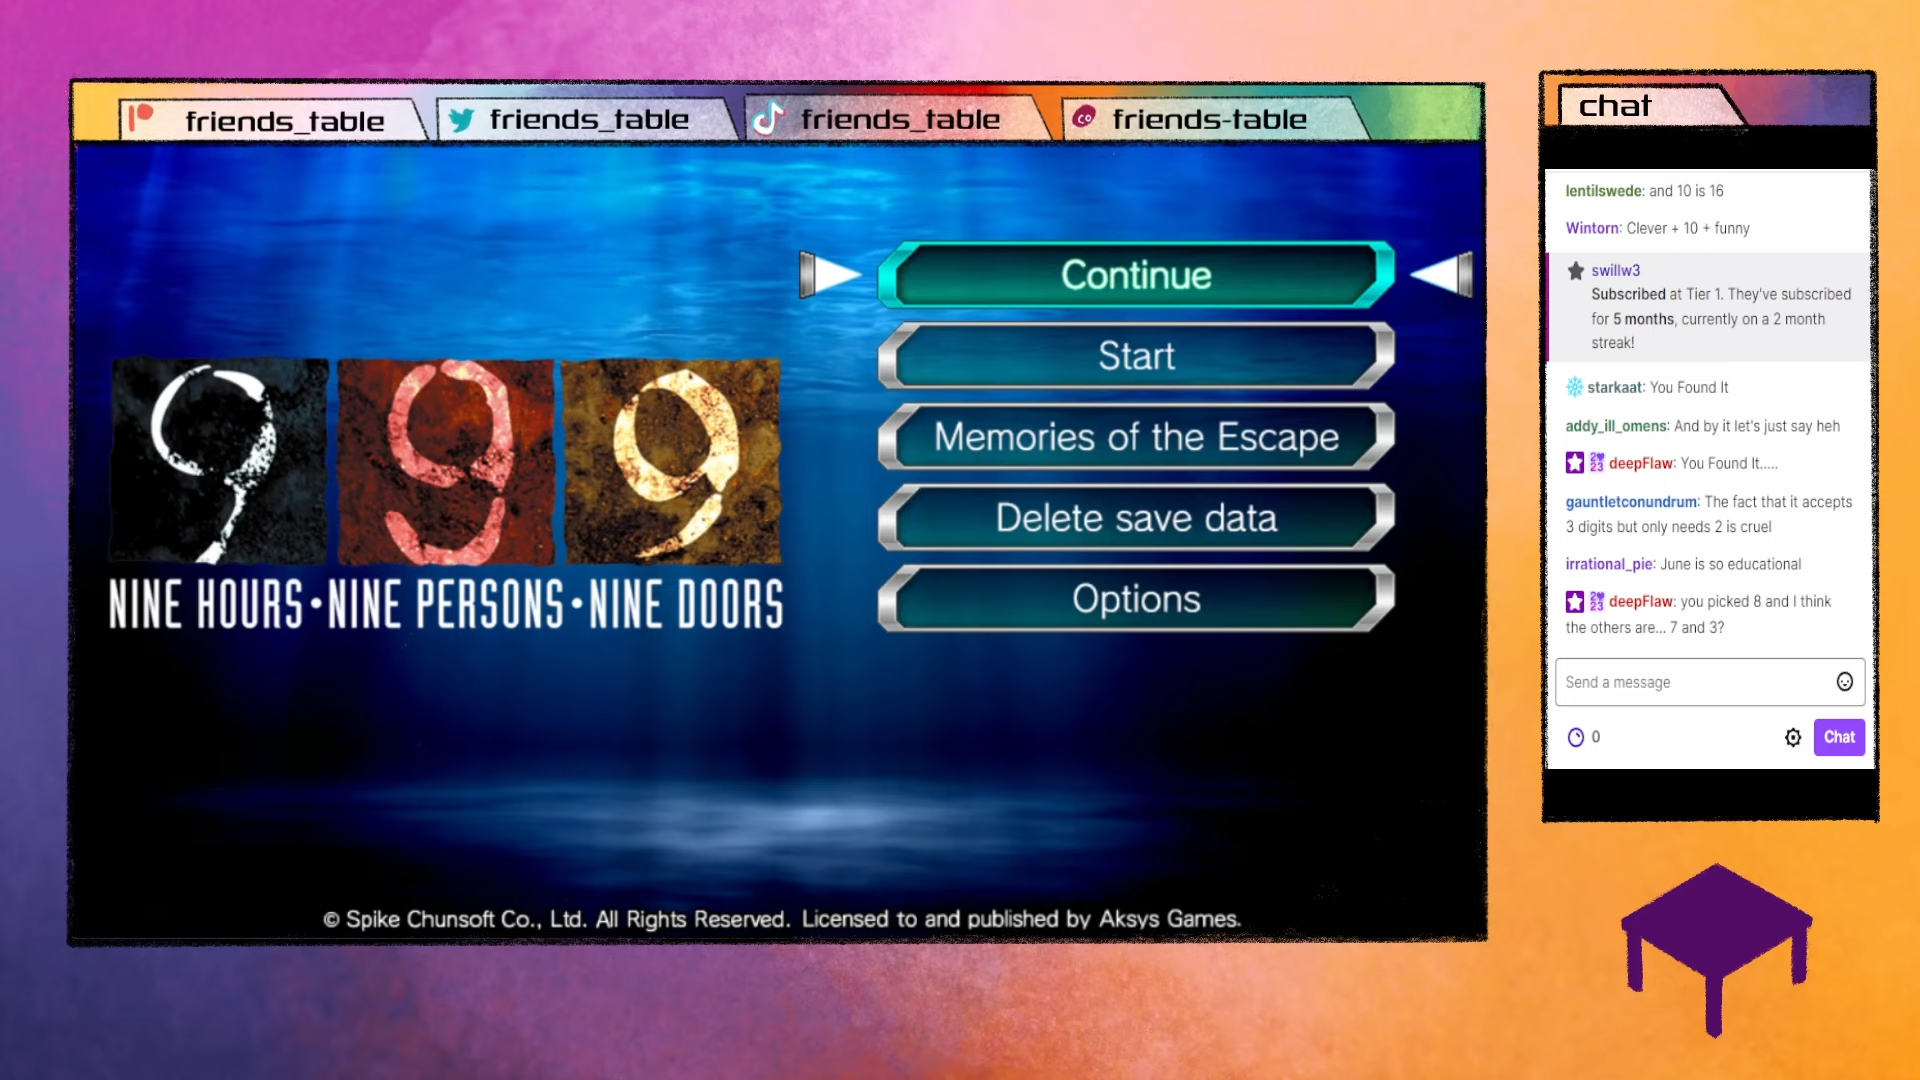 friends_table
friends_table
friends_table
friends-table
999
NINE HOURS•NINE PERSONS•NINE DOORS
Continue
Start
Memories of the Escape
Delete save data
Options
© Spike Chunsoft Co., Ltd. All Rights Reserved. Licensed to and published by Aksys Games.
chat
lentilswede: and 10 is 16
Wintorn: Clever + 10 + funny
swillw3
Subscribed at Tier 1. They've subscribed
for 5 months, currently on a 2 month
streak!
starkaat: You Found It
addy_ill_omens: And by it let's just say heh
deepFlaw: You Found It.....
gauntletconundrum: The fact that it accepts
3 digits but only needs 2 is cruel
irrational_pie: June is so educational
deepFlaw: you picked 8 and I think
the others are... 7 and 3?
Send a message
0
Chat